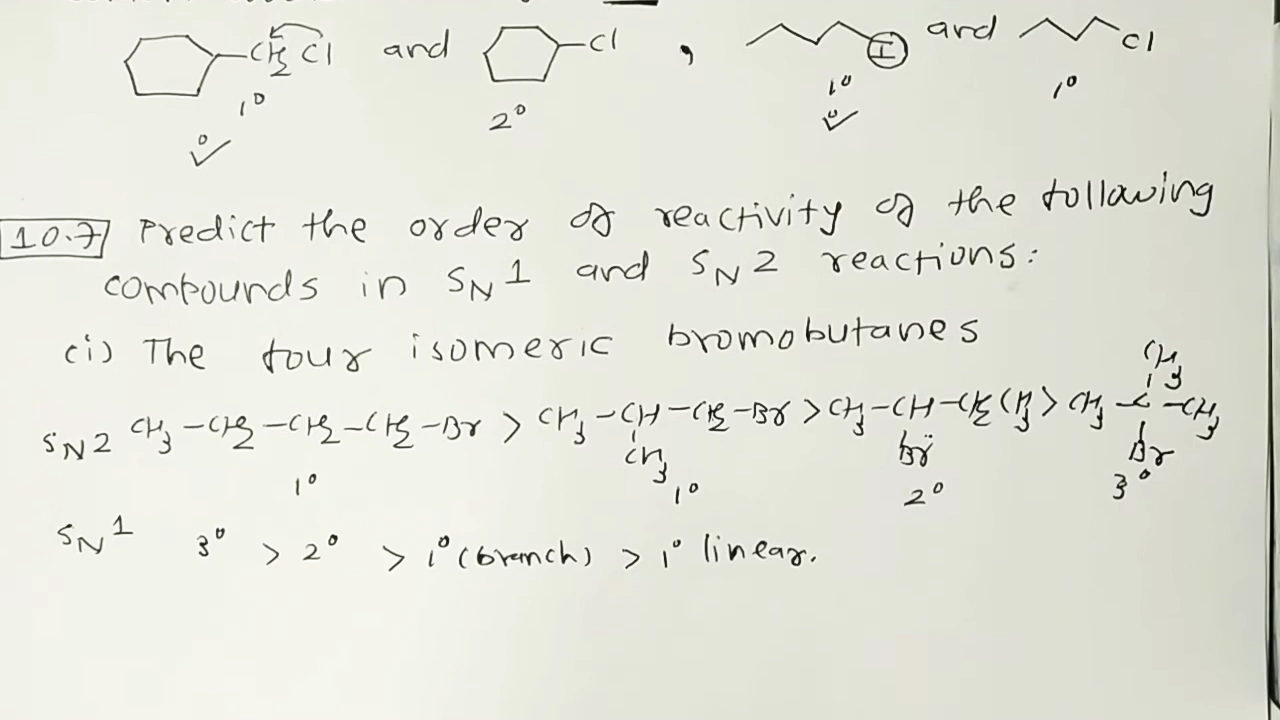 CH2 Cl and Cl , I and Cl
1° 2° 1° 1°
10.7 Predict the order of reactivity of the following
compounds in SN1 and SN2 reactions:
(i) The four isomeric bromobutanes
SN2 CH3-CH2-CH2-CH2-Br > CH3-CH-CH2-Br > CH3-CH-CH2CH3 > CH3-C-CH3
CH3
CH3 Br Br
1° 1° 2° 3°
SN1 3° > 2° > 1° (branch) > 1° linear.